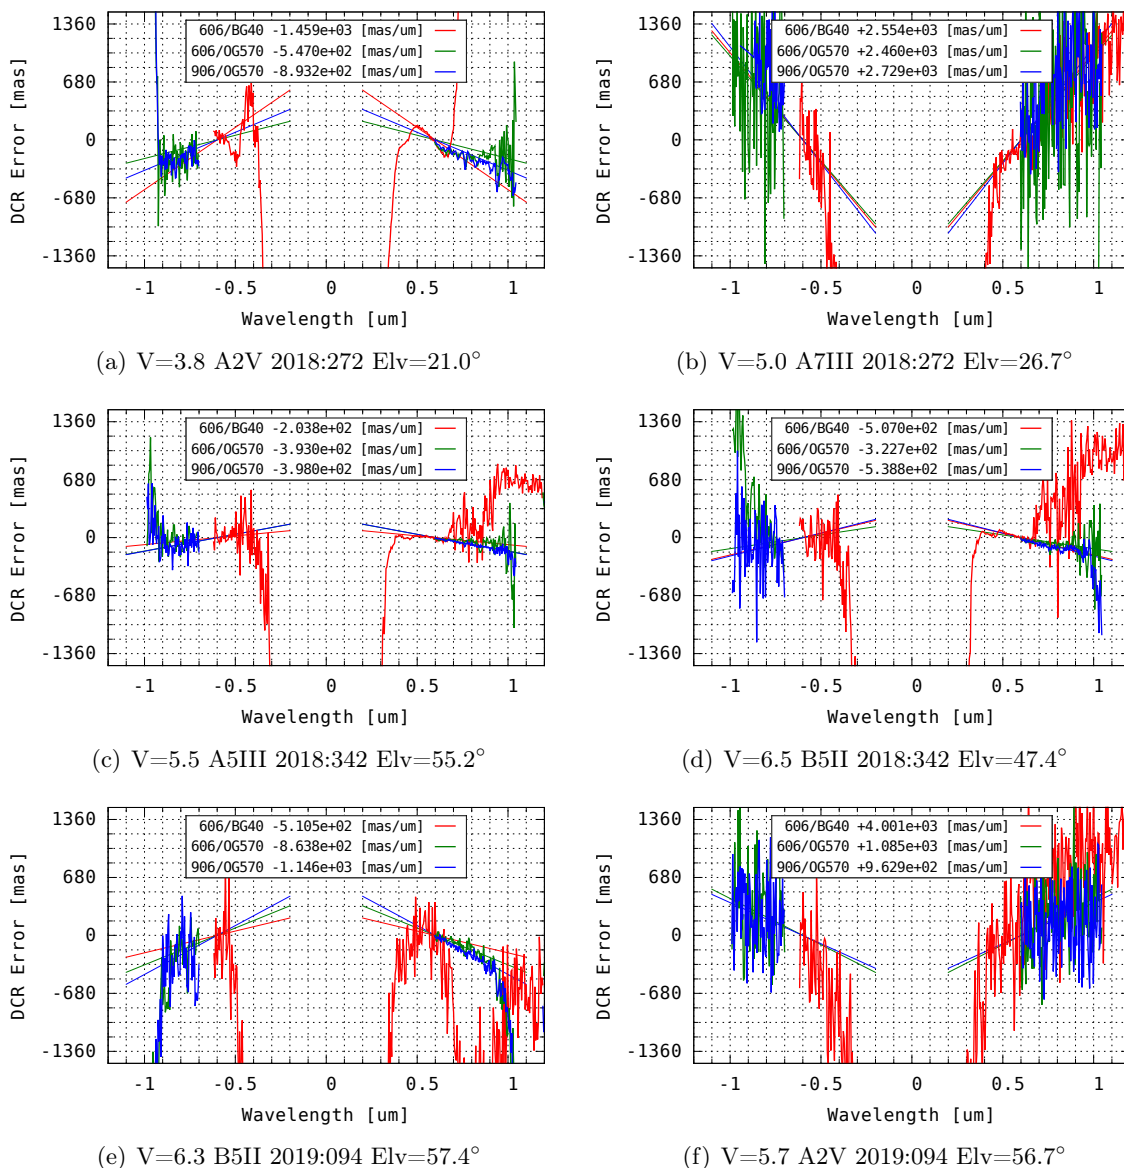 1360
680
0
-680
-1360
DCR Error [mas]
606/BG40 -1.459e+03 [mas/um]
606/OG570 -5.470e+02 [mas/um]
906/OG570 -8.932e+02 [mas/um]
-1 -0.5 0 0.5 1
Wavelength [um]
(a) V=3.8 A2V 2018:272 Elv=21.0°
1360
680
0
-680
-1360
DCR Error [mas]
606/BG40 +2.554e+03 [mas/um]
606/OG570 +2.460e+03 [mas/um]
906/OG570 +2.729e+03 [mas/um]
-1 -0.5 0 0.5 1
Wavelength [um]
(b) V=5.0 A7III 2018:272 Elv=26.7°
1360
680
0
-680
-1360
DCR Error [mas]
606/BG40 -2.038e+02 [mas/um]
606/OG570 -3.930e+02 [mas/um]
906/OG570 -3.980e+02 [mas/um]
-1 -0.5 0 0.5 1
Wavelength [um]
(c) V=5.5 A5III 2018:342 Elv=55.2°
1360
680
0
-680
-1360
DCR Error [mas]
606/BG40 -5.070e+02 [mas/um]
606/OG570 -3.227e+02 [mas/um]
906/OG570 -5.388e+02 [mas/um]
-1 -0.5 0 0.5 1
Wavelength [um]
(d) V=6.5 B5II 2018:342 Elv=47.4°
1360
680
0
-680
-1360
DCR Error [mas]
606/BG40 -5.105e+02 [mas/um]
606/OG570 -8.638e+02 [mas/um]
906/OG570 -1.146e+03 [mas/um]
-1 -0.5 0 0.5 1
Wavelength [um]
(e) V=6.3 B5II 2019:094 Elv=57.4°
1360
680
0
-680
-1360
DCR Error [mas]
606/BG40 +4.001e+03 [mas/um]
606/OG570 +1.085e+03 [mas/um]
906/OG570 +9.629e+02 [mas/um]
-1 -0.5 0 0.5 1
Wavelength [um]
(f) V=5.7 A2V 2019:094 Elv=56.7°